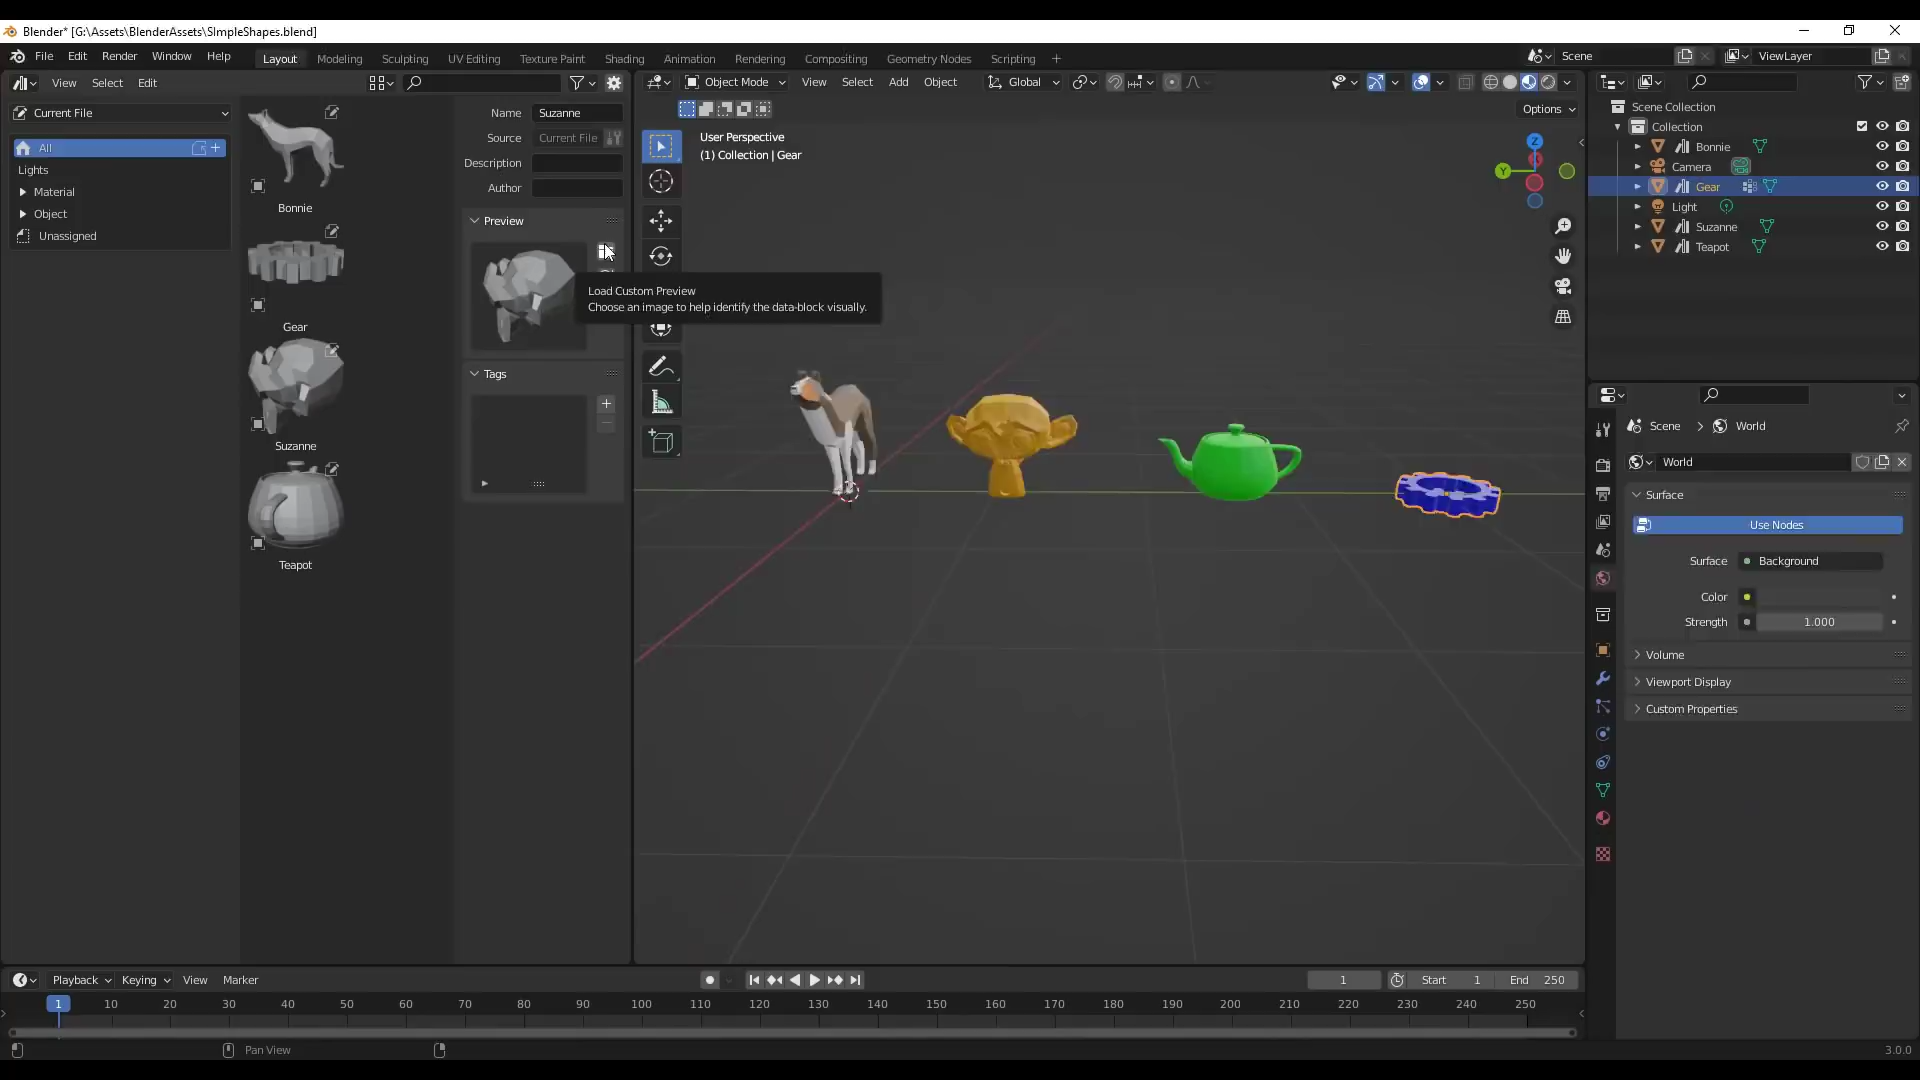 Blender* [G:\Assets\BlenderAssets\SImpleShapes.blend]
File Edit Render Window Help Layout Modeling Sculpting UV Editing Texture Paint Shading Animation Rendering Compositing Geometry Nodes Scripting + Scene ViewLayer
View Select Edit Object Mode View Select Add Object Global
Current File
All
Lights
Material
Object
Unassigned
Bonnie
Gear
Suzanne
Teapot
Name Suzanne
Source Current File
Description
Author
Preview
Load Custom Preview
Choose an image to help identify the data-block visually.
Tags
Options
User Perspective
(1) Collection | Gear
Z
Y
Scene Collection
Collection
Bonnie
Camera
Gear
Light
Suzanne
Teapot
Scene > World
World
Surface
Use Nodes
Surface Background
Color
Strength 1.000
Volume
Viewport Display
Custom Properties
Playback Keying View Marker 1 Start 1 End 250
1 10 20 30 40 50 60 70 80 90 100 110 120 130 140 150 160 170 180 190 200 210 220 230 240 250
Pan View
3.0.0